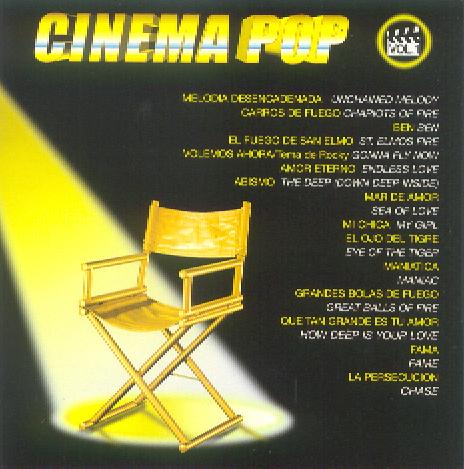 CINEMA POP
VOL.
MELODIA DESENCADENADA UNCHAINED MELODY
CARROS DE FUEGO CHARIOTS OF FIRE
BEN BEN
EL FUEGO DE SAN ELMO ST. ELMOS FIRE
VOLEMOS AHORA/Tema de Rocky GONNA FLY NOW
AMOR ETERNO ENDLESS LOVE
ABISMO THE DEEP (DOWN DEEP INSIDE)
MAR DE AMOR
SEA OF LOVE
MI CHICA MY GIRL
EL OJO DEL TIGRE
EYE OF THE TIGER
MANIATICA
MANIAC
GRANDES BOLAS DE FUEGO
GREAT BALLS OF FIRE
QUE TAN GRANDE ES TU AMOR
HOW DEEP IS YOUR LOVE
FAMA
FAME
LA PERSECUCION
CHASE